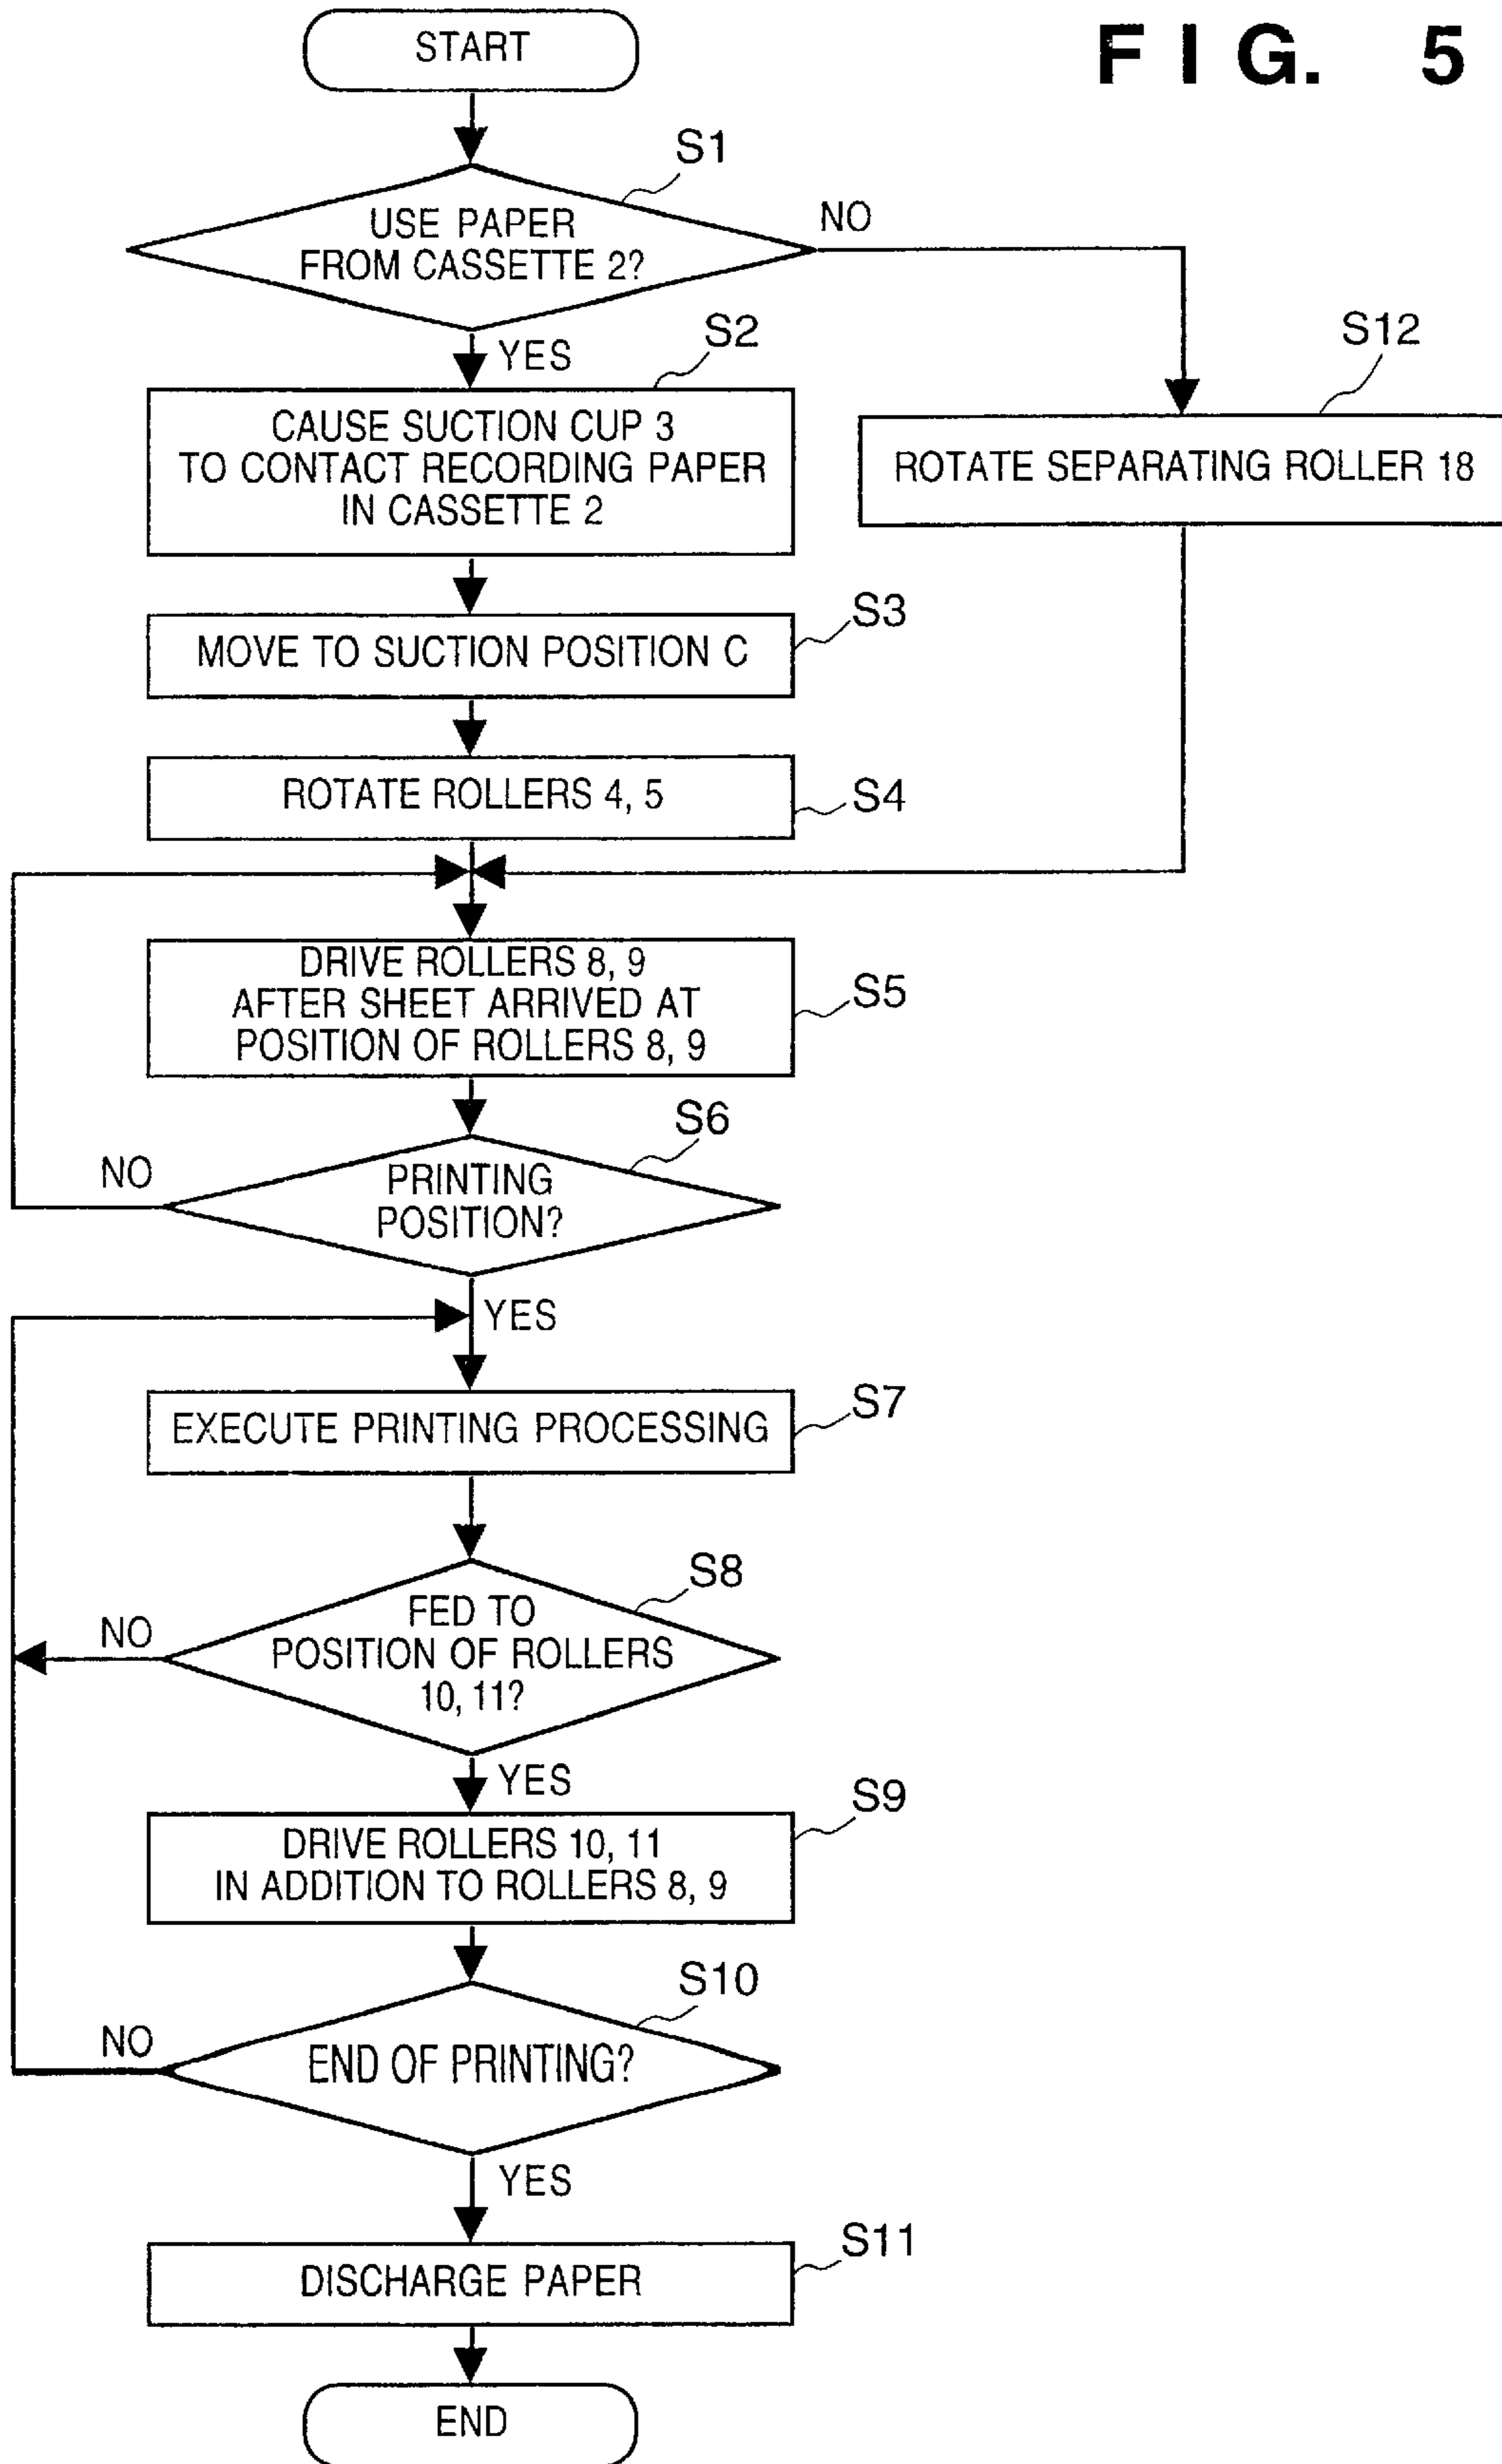 FIG. 5
START
S1
USE PAPER
FROM CASSETTE 2?
NO
YES
S2
CAUSE SUCTION CUP 3
TO CONTACT RECORDING PAPER
IN CASSETTE 2
S12
ROTATE SEPARATING ROLLER 18
S3
MOVE TO SUCTION POSITION C
S4
ROTATE ROLLERS 4, 5
S5
DRIVE ROLLERS 8, 9
AFTER SHEET ARRIVED AT
POSITION OF ROLLERS 8, 9
S6
PRINTING
POSITION?
NO
YES
S7
EXECUTE PRINTING PROCESSING
S8
FED TO
POSITION OF ROLLERS
10, 11?
NO
YES
S9
DRIVE ROLLERS 10, 11
IN ADDITION TO ROLLERS 8, 9
S10
END OF PRINTING?
NO
YES
S11
DISCHARGE PAPER
END